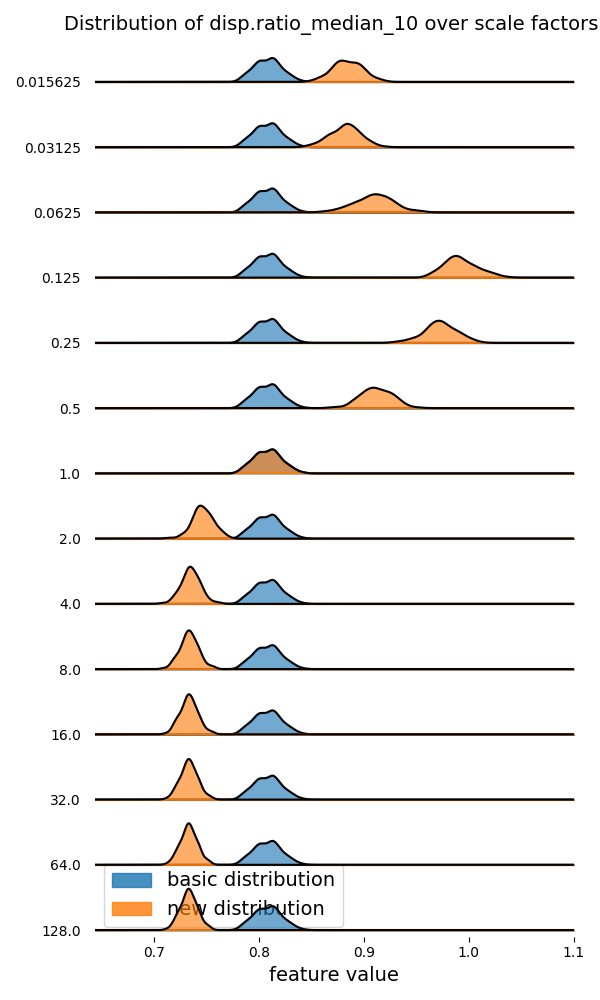 Distribution of disp.ratio_median_10 over scale factors
0.015625
0.03125
0.0625
0.125
0.25
0.5
1.0
2.0
4.0
8.0
16.0
32.0
64.0
basic distribution
new distribution
128.0
0.7 0.8 0.9 1.0 1.1
feature value